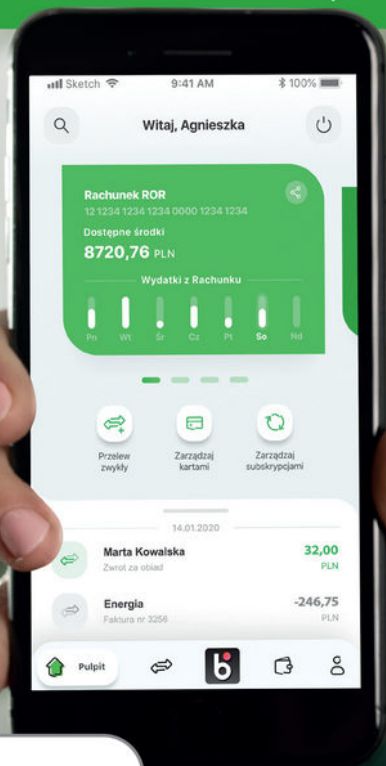 Sketch 9:41 AM 100%
Witaj, Agnieszka
Rachunek ROR
12 1234 1234 1234 0000 1234 1234
Dostępne środki
8720,76 PLN
Wydatki z Rachunku
Pn Wt Śr Cz Pt So Nd
Przelew zwykły
Zarządzaj kartami
Zarządzaj subskrypcjami
14.01.2020
Marta Kowalska 32,00
Zwrot za obiad PLN
Energia -246,75
Faktura nr 3256 PLN
Pulpit b